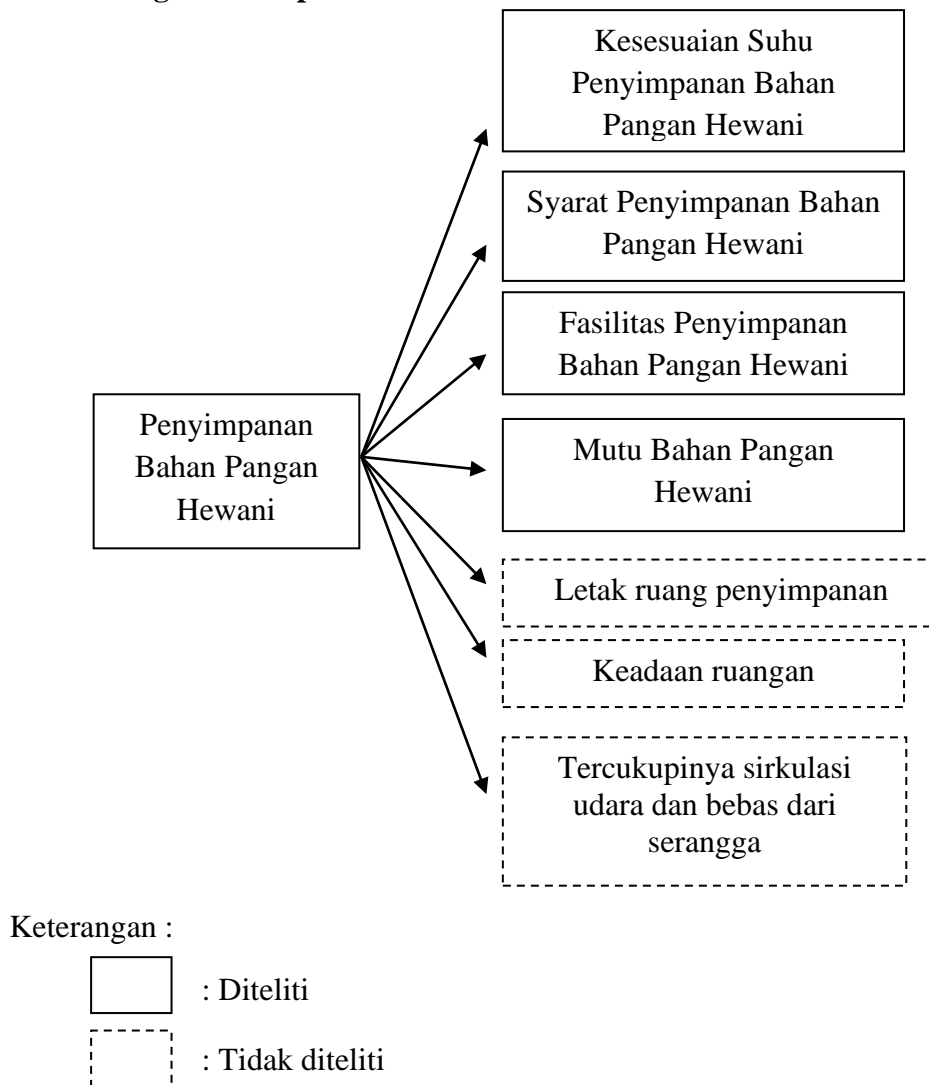 Kesesuaian Suhu
Penyimpanan Bahan
Pangan Hewani
Syarat Penyimpanan Bahan
Pangan Hewani
Fasilitas Penyimpanan
Bahan Pangan Hewani
Penyimpanan
Bahan Pangan
Hewani
Mutu Bahan Pangan
Hewani
Letak ruang penyimpanan
Keadaan ruangan
Tercukupinya sirkulasi
udara dan bebas dari
serangga
Keterangan :
: Diteliti
: Tidak diteliti